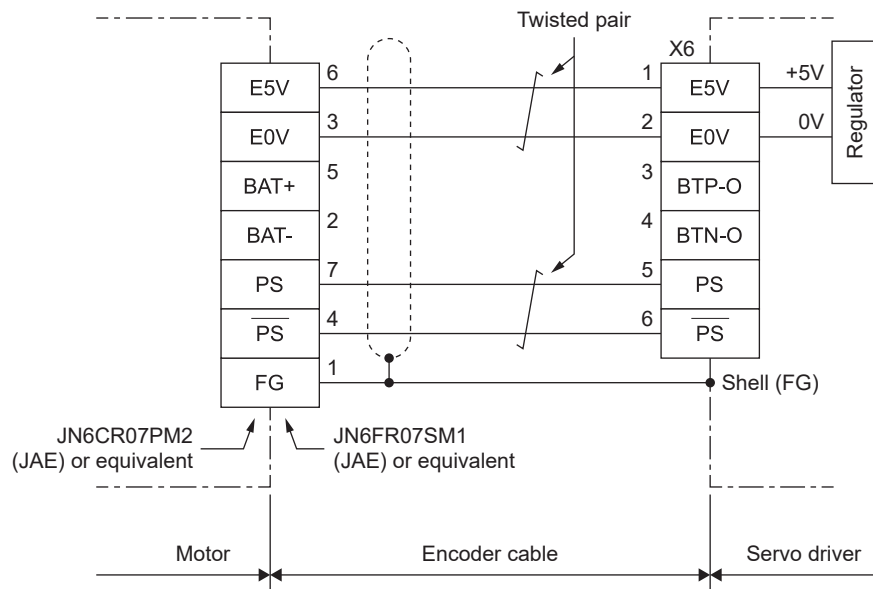 Twisted pair
X6
E5V 6 1 E5V +5V
E0V 3 2 E0V 0V
Regulator
BAT+ 5 3 BTP-O
BAT- 2 4 BTN-O
PS 7 5 PS
P̅S̅ 4 6 P̅S̅
FG 1 Shell (FG)
JN6CR07PM2
(JAE) or equivalent
JN6FR07SM1
(JAE) or equivalent
Motor Encoder cable Servo driver